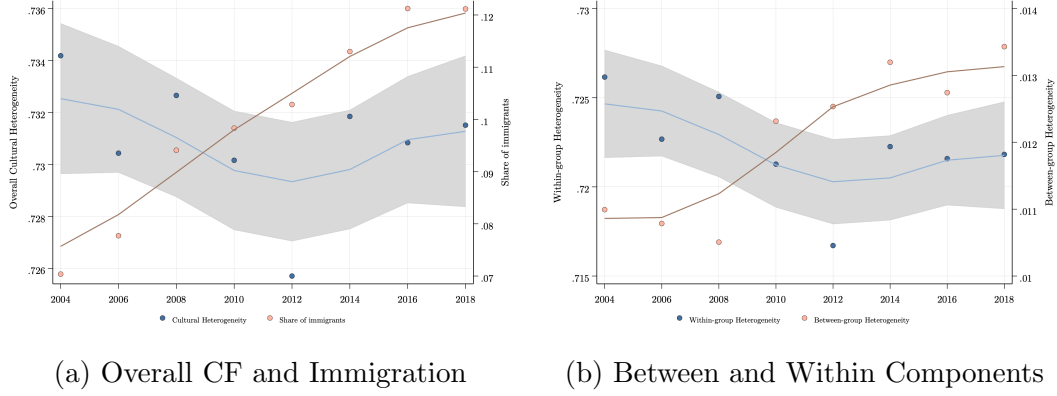 .736
.734
.732
.73
.728
.726
Overall Cultural Heterogeneity
.12
.11
.1
.09
.08
.07
Share of immigrants
2004 2006 2008 2010 2012 2014 2016 2018
Cultural Heterogeneity Share of immigrants
(a) Overall CF and Immigration
.73
.725
.72
.715
Within-group Heterogeneity
.014
.013
.012
.011
.01
Between-group Heterogeneity
2004 2006 2008 2010 2012 2014 2016 2018
Within-group Heterogeneity Between-group Heterogeneity
(b) Between and Within Components